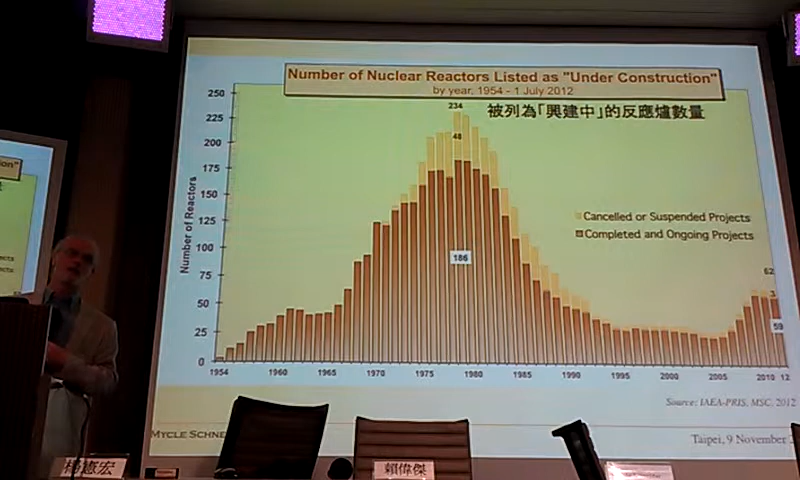 Number of Nuclear Reactors Listed as "Under Construction"
by year, 1954 - 1 July 2012
被列為「興建中」的反應爐數量
250
225
200
175
150
125
100
75
50
25
0
Number of Reactors
234
48
186
Cancelled or Suspended Projects
Completed and Ongoing Projects
62
3
59
1954
1960
1965
1970
1975
1980
1985
1990
1995
2000
2005
2010 12
Source: IAEA-PRIS, MSC, 2012
MYCLE SCHNE
Taipei, 9 November
楊憲宏
賴偉傑